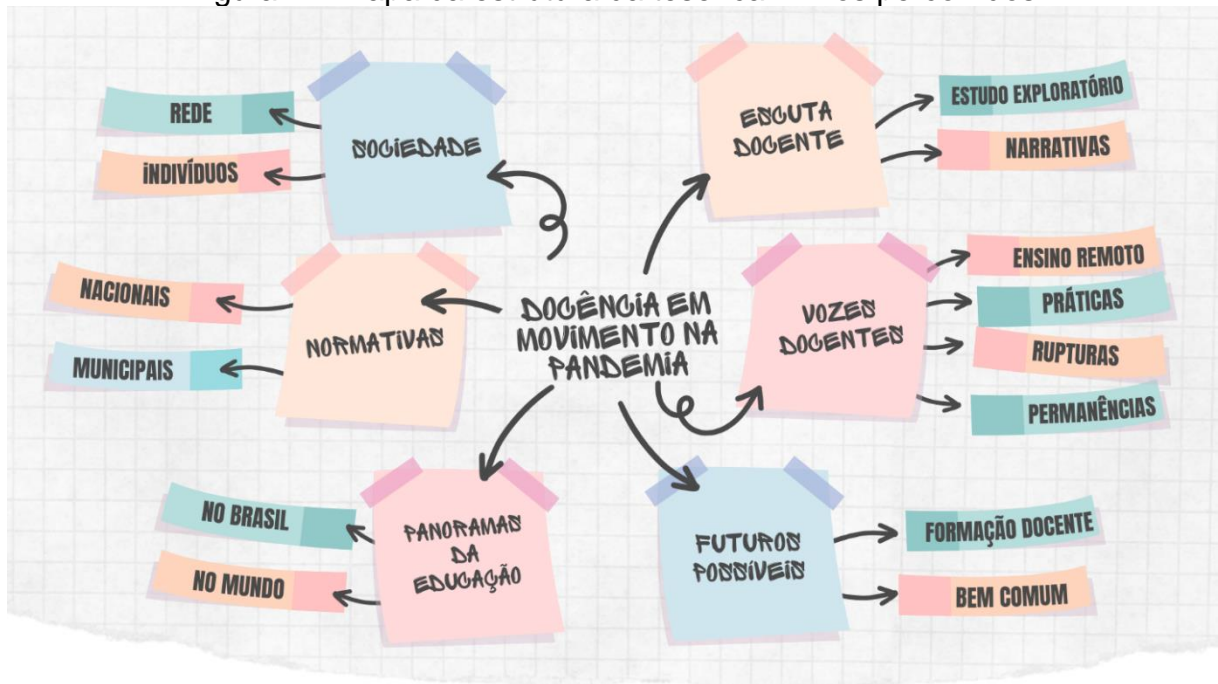 REDE
INDIVÍDUOS
SOCIEDADE
ESCUTA
DOCENTE
ESTUDO EXPLORATÓRIO
NARRATIVAS
NACIONAIS
MUNICIPAIS
NORMATIVAS
DOCÊNCIA EM
MOVIMENTO NA
PANDEMIA
VOZES
DOCENTES
ENSINO REMOTO
PRÁTICAS
RUPTURAS
PERMANÊNCIAS
NO BRASIL
NO MUNDO
PANORAMAS
DA
EDUCAÇÃO
FUTUROS
POSSÍVEIS
FORMAÇÃO DOCENTE
BEM COMUM